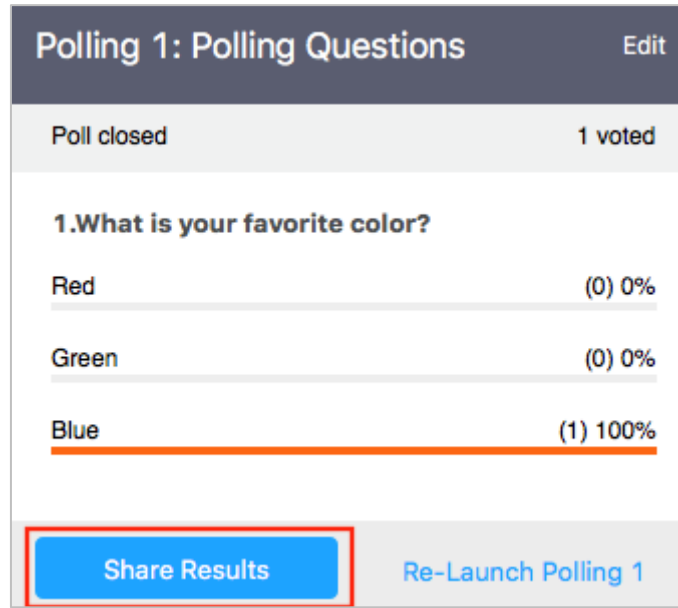 Polling 1: Polling Questions Edit
Poll closed 1 voted
1.What is your favorite color?
Red (0) 0%
Green (0) 0%
Blue (1) 100%
Share Results Re-Launch Polling 1